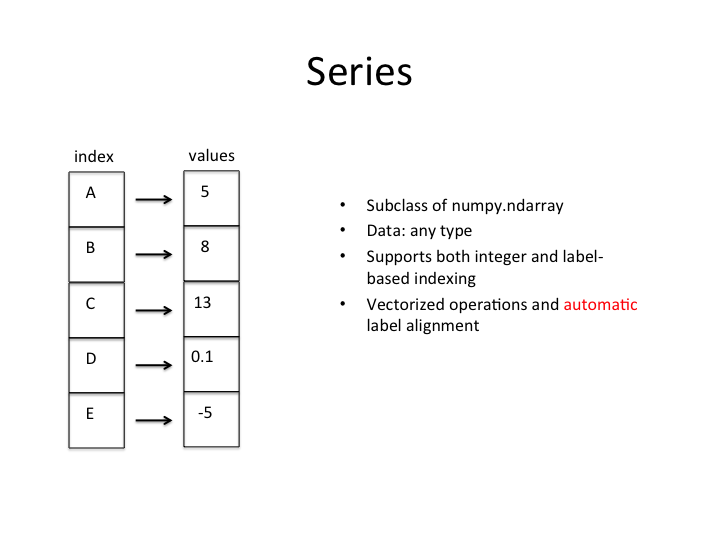 Series
index values
A 5
B 8
C 13
D 0.1
E -5
• Subclass of numpy.ndarray
• Data: any type
• Supports both integer and label-
based indexing
• Vectorized operations and automatic
label alignment